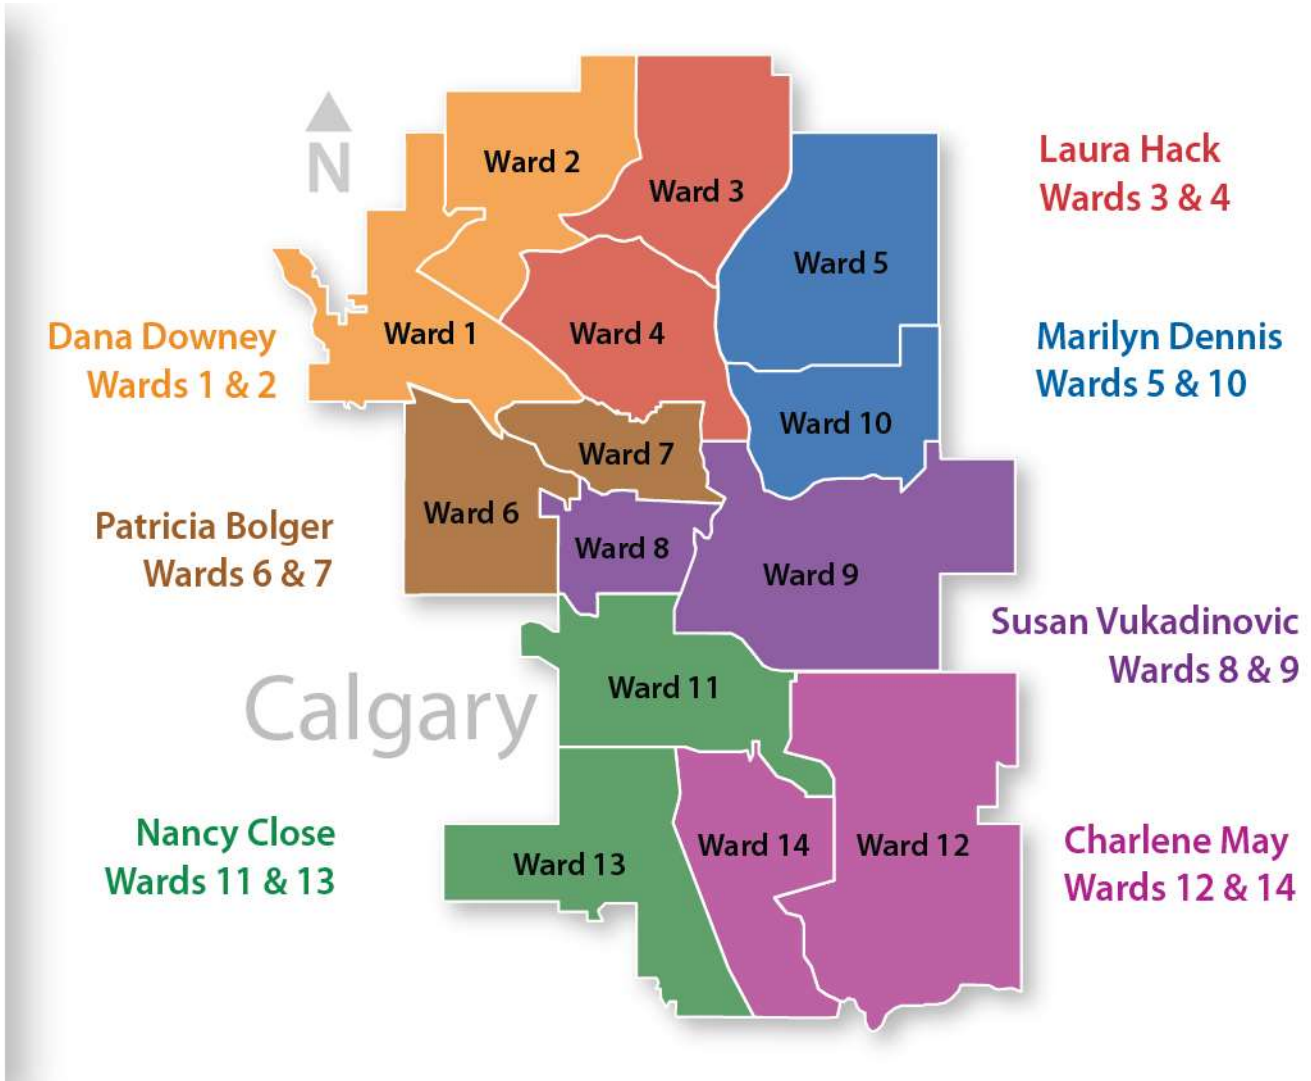 Ward 2
N
Ward 3
Laura Hack
Wards 3 & 4
Ward 5
Dana Downey
Wards 1 & 2
Ward 1
Ward 4
Marilyn Dennis
Wards 5 & 10
Ward 10
Ward 7
Patricia Bolger
Wards 6 & 7
Ward 6
Ward 8
Ward 9
Susan Vukadinovic
Wards 8 & 9
Calgary
Ward 11
Nancy Close
Wards 11 & 13
Ward 13
Ward 14
Ward 12
Charlene May
Wards 12 & 14